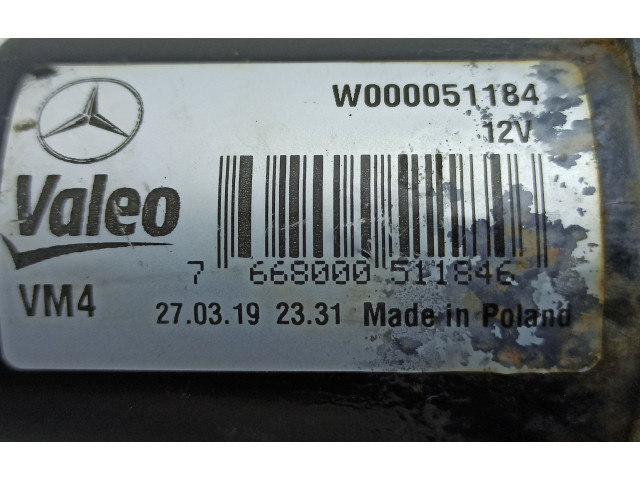 W000051184
12V
Valeo
7 668000 511846
VM4 27.03.19 23.31 Made in Poland